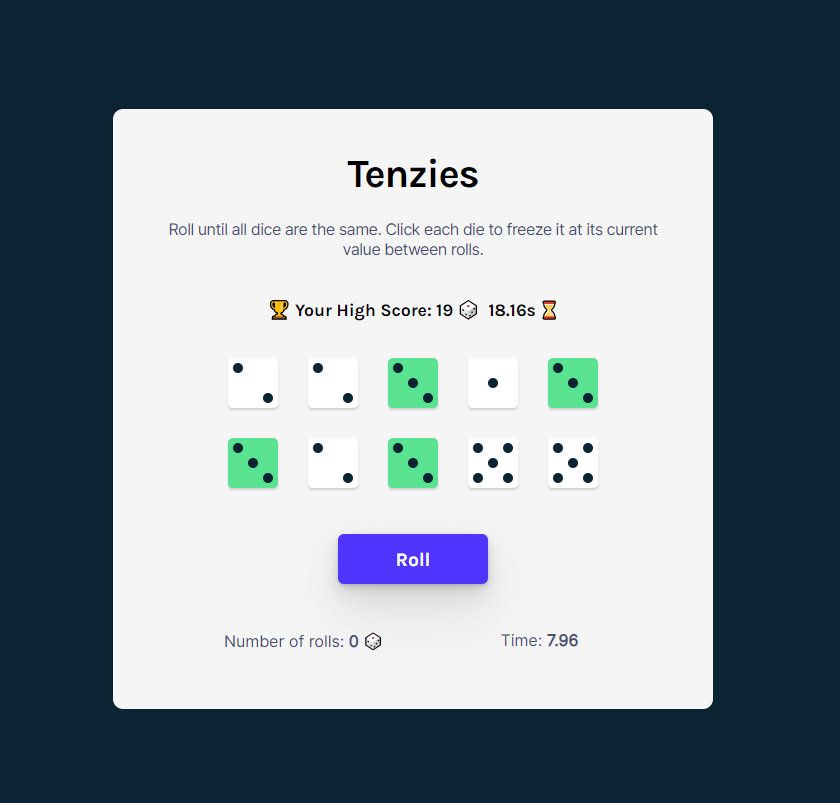 Tenzies
Roll until all dice are the same. Click each die to freeze it at its current
value between rolls.
🏆 Your High Score: 19 🎲 18.16s ⏳
Roll
Number of rolls: 0 🎲 Time: 7.96